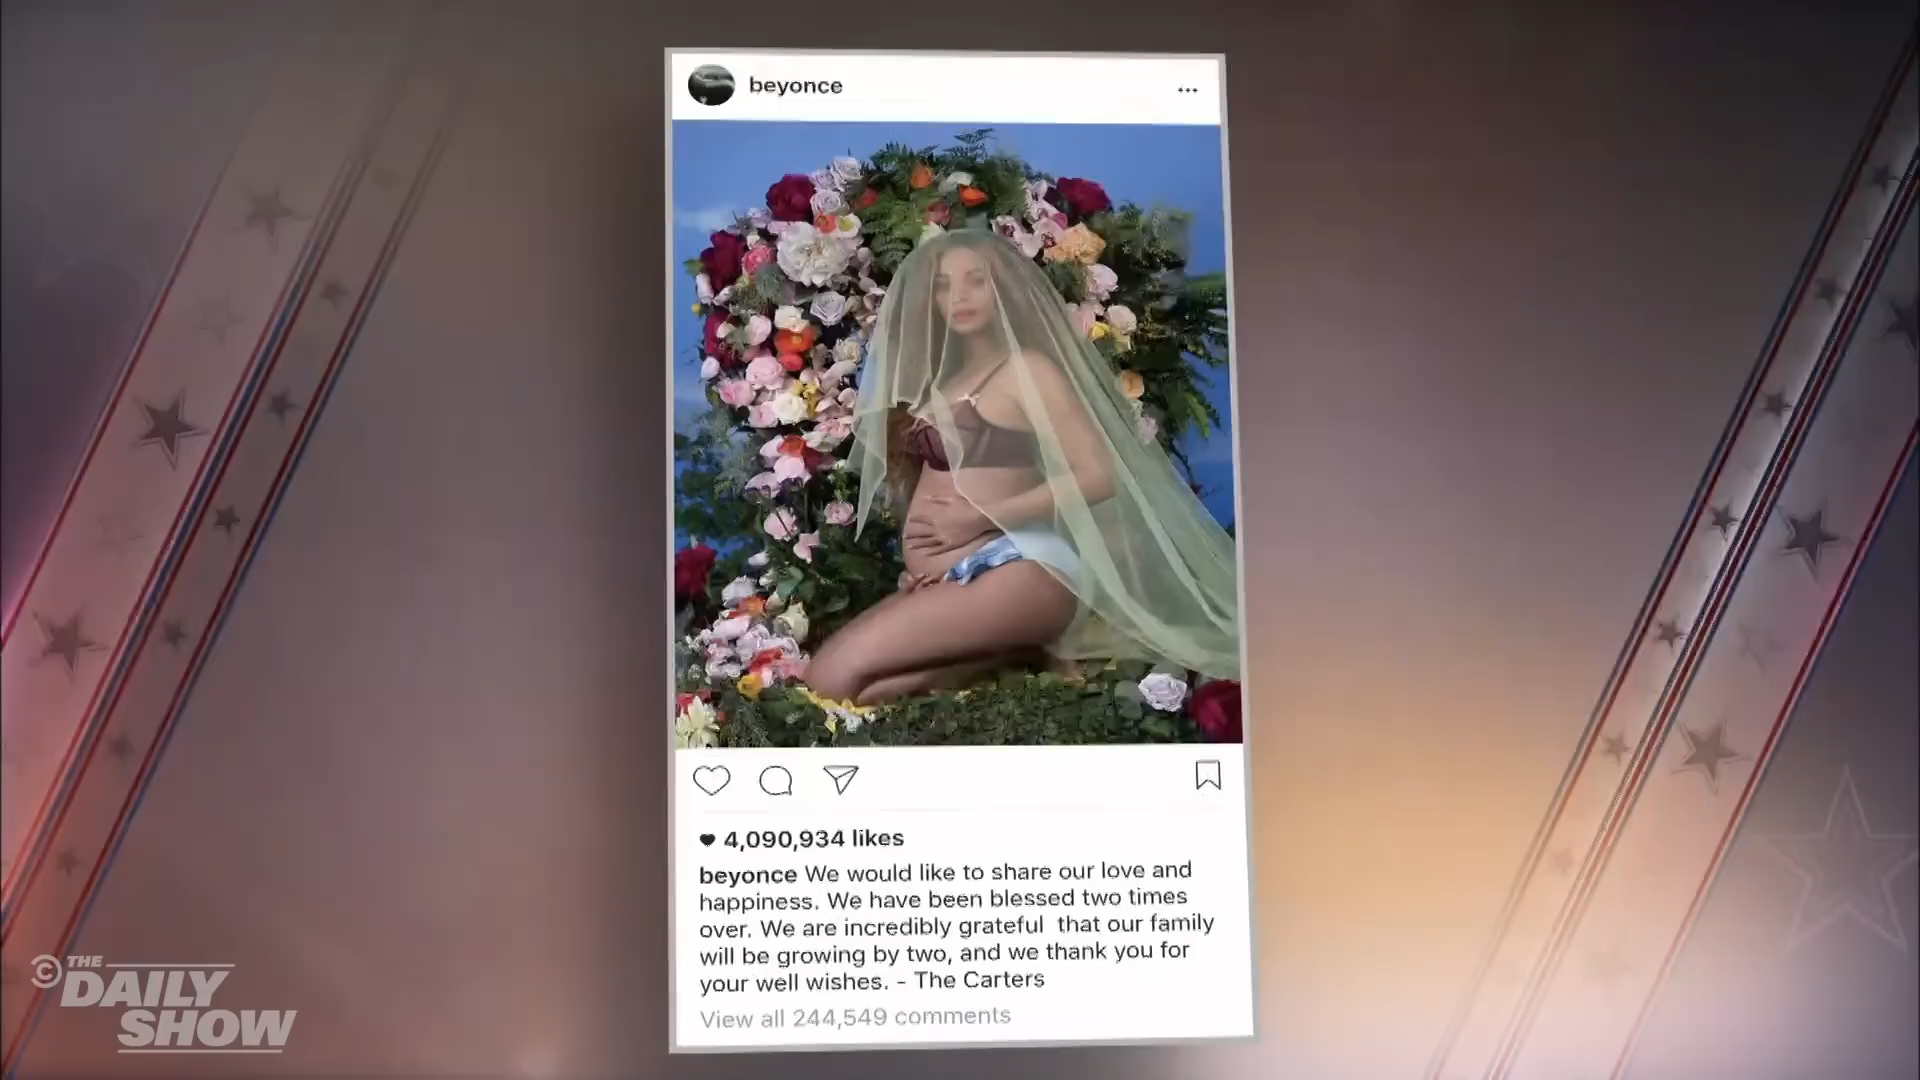 beyonce
4,090,934 likes
beyonce We would like to share our love and
happiness. We have been blessed two times
over. We are incredibly grateful that our family
will be growing by two, and we thank you for
your well wishes. - The Carters
View all 244,549 comments
THE
DAILY
SHOW